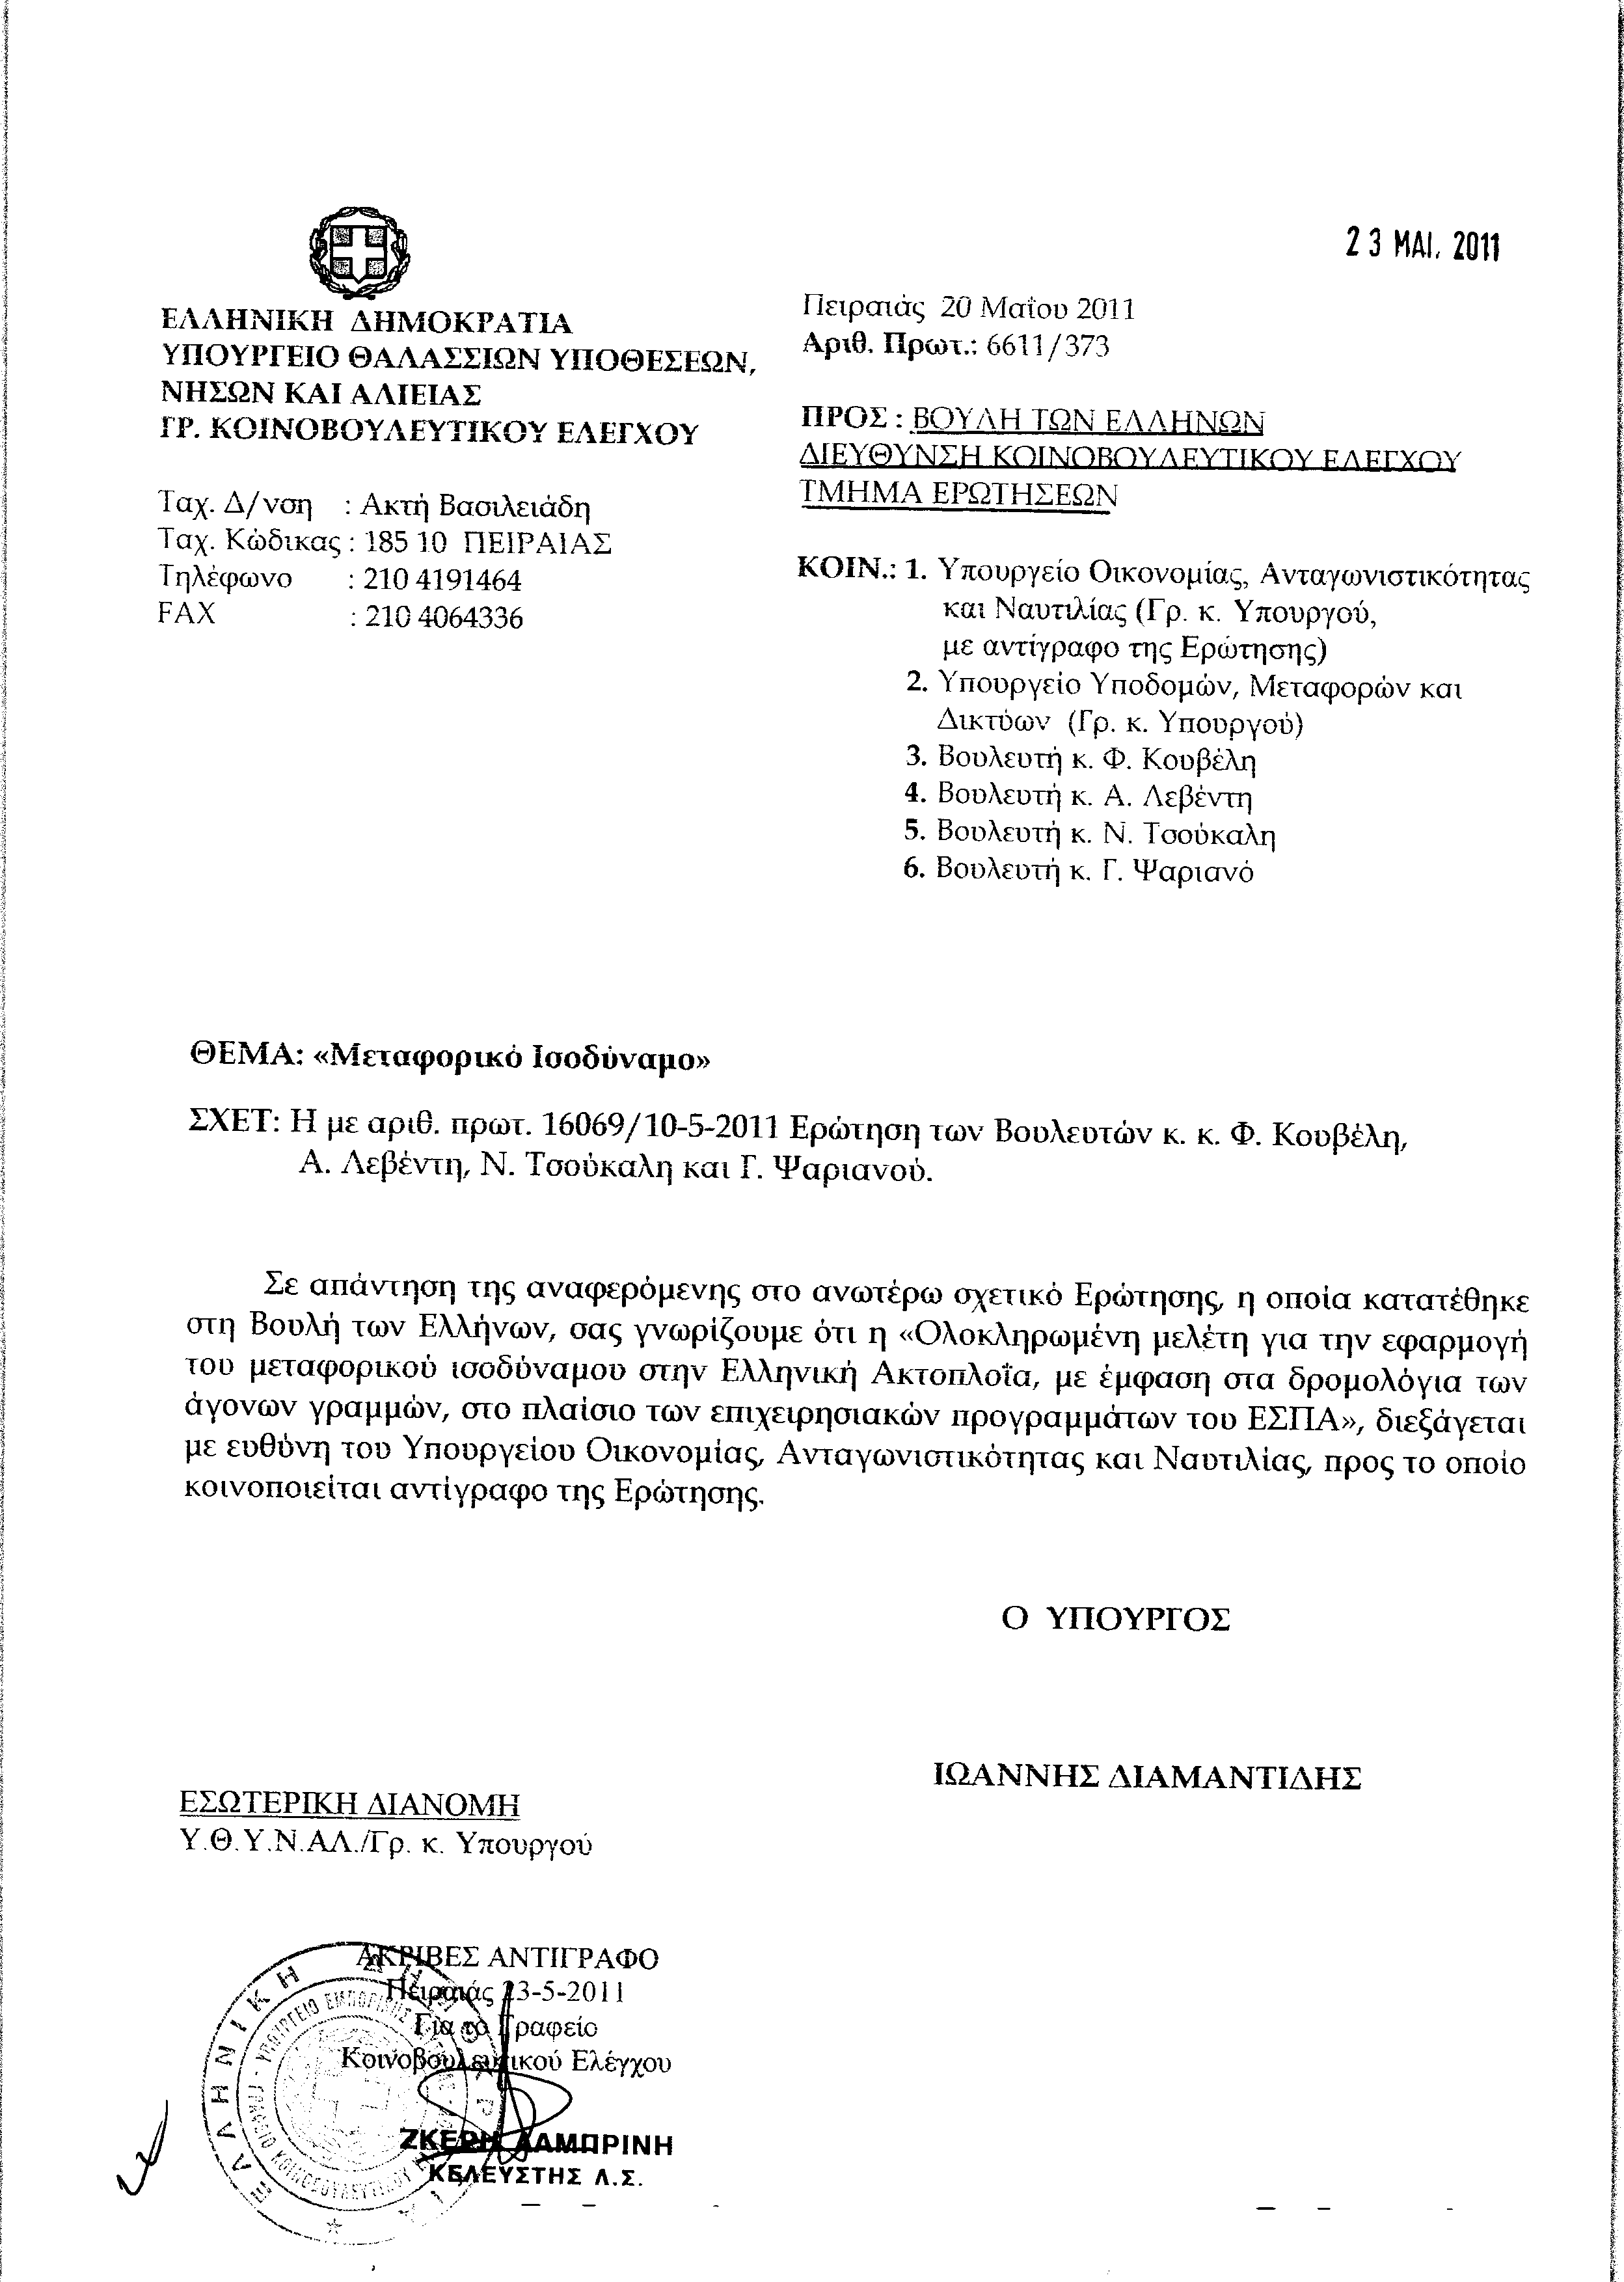 23 ΜΑΙ. 2011
ΕΛΛΗΝΙΚΗ ΔΗΜΟΚΡΑΤΙΑ
ΥΠΟΥΡΓΕΙΟ ΘΑΛΑΣΣΙΩΝ ΥΠΟΘΕΣΕΩΝ,
ΝΗΣΩΝ ΚΑΙ ΑΛΙΕΙΑΣ
ΓΡ. ΚΟΙΝΟΒΟΥΛΕΥΤΙΚΟΥ ΕΛΕΓΧΟΥ
Ταχ. Δ/νση : Ακτή Βασιλειάδη
Ταχ. Κώδικας : 185 10 ΠΕΙΡΑΙΑΣ
Τηλέφωνο : 210 4191464
FAX : 210 4064336
Πειραιάς 20 Μαΐου 2011
Αριθ. Πρωτ.: 6611/373
ΠΡΟΣ : ΒΟΥΛΗ ΤΩΝ ΕΛΛΗΝΩΝ
ΔΙΕΥΘΥΝΣΗ ΚΟΙΝΟΒΟΥΛΕΥΤΙΚΟΥ ΕΛΕΓΧΟΥ
ΤΜΗΜΑ ΕΡΩΤΗΣΕΩΝ
ΚΟΙΝ.: 1. Υπουργείο Οικονομίας, Ανταγωνιστικότητας
και Ναυτιλίας (Γρ. κ. Υπουργού,
με αντίγραφο της Ερώτησης)
2. Υπουργείο Υποδομών, Μεταφορών και
Δικτύων (Γρ. κ. Υπουργού)
3. Βουλευτή κ. Φ. Κουβέλη
4. Βουλευτή κ. Α. Λεβέντη
5. Βουλευτή κ. Ν. Τσούκαλη
6. Βουλευτή κ. Γ. Ψαριανό
ΘΕΜΑ: «Μεταφορικό Ισοδύναμο»
ΣΧΕΤ: Η με αριθ. πρωτ. 16069/10-5-2011 Ερώτηση των Βουλευτών κ. κ. Φ. Κουβέλη,
Α. Λεβέντη, Ν. Τσούκαλη και Γ. Ψαριανού.
Σε απάντηση της αναφερόμενης στο ανωτέρω σχετικό Ερώτησης, η οποία κατατέθηκε
στη Βουλή των Ελλήνων, σας γνωρίζουμε ότι η «Ολοκληρωμένη μελέτη για την εφαρμογή
του μεταφορικού ισοδύναμου στην Ελληνική Ακτοπλοΐα, με έμφαση στα δρομολόγια των
άγονων γραμμών, στο πλαίσιο των επιχειρησιακών προγραμμάτων του ΕΣΠΑ», διεξάγεται
με ευθύνη του Υπουργείου Οικονομίας, Ανταγωνιστικότητας και Ναυτιλίας, προς το οποίο
κοινοποιείται αντίγραφο της Ερώτησης.
Ο ΥΠΟΥΡΓΟΣ
ΙΩΑΝΝΗΣ ΔΙΑΜΑΝΤΙΔΗΣ
ΕΣΩΤΕΡΙΚΗ ΔΙΑΝΟΜΗ
Υ.Θ.Υ.Ν.ΑΛ./Γρ. κ. Υπουργού
ΑΚΡΙΒΕΣ ΑΝΤΙΓΡΑΦΟ
Πειραιάς 23-5-2011
Για το Γραφείο
Κοινοβουλευτικού Ελέγχου
ΖΚΕΡΗ ΛΑΜΠΡΙΝΗ
ΚΕΛΕΥΣΤΗΣ Λ.Σ.